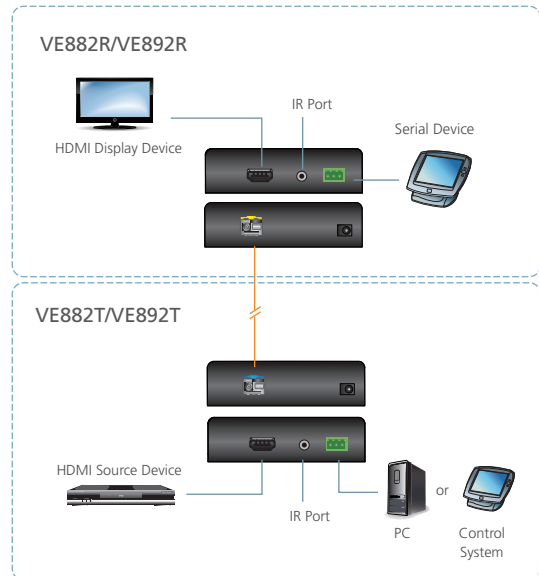 VE882R/VE892R
IR Port
Serial Device
HDMI Display Device
VE882T/VE892T
HDMI Source Device
IR Port
PC
or
Control
System